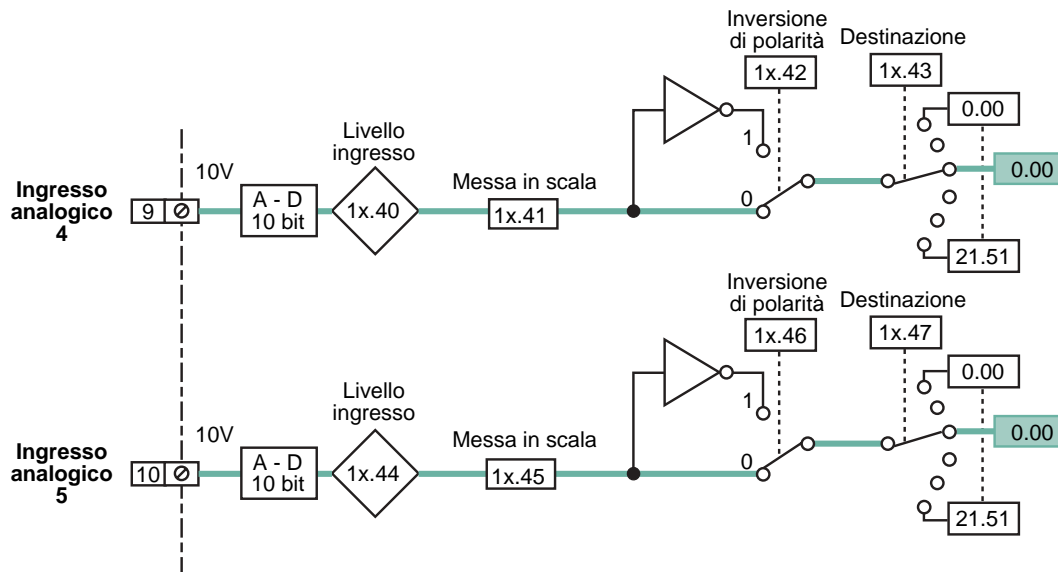 Inversione
di polarità
Destinazione
1x.42
1x.43
0.00
1
Livello
ingresso
10V
Messa in scala
0.00
Ingresso
analogico
4
9
A - D
10 bit
1x.40
1x.41
0
21.51
Inversione
di polarità
Destinazione
1x.46
1x.47
0.00
1
Livello
ingresso
10V
Messa in scala
0.00
Ingresso
analogico
5
10
A - D
10 bit
1x.44
1x.45
0
21.51